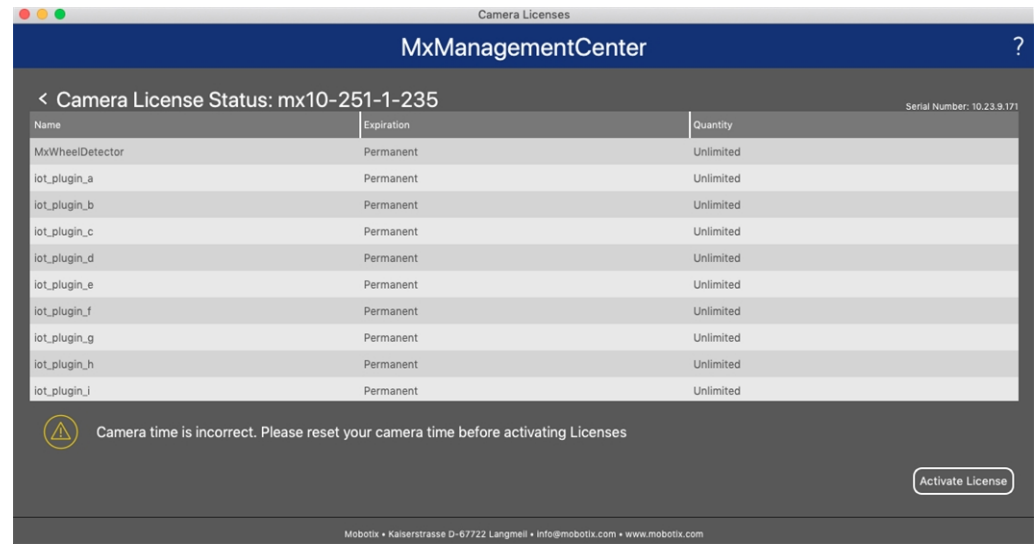 Camera Licenses
MxManagementCenter ?
< Camera License Status: mx10-251-1-235
Serial Number: 10.23.9.171
Name Expiration Quantity
MxWheelDetector Permanent Unlimited
iot_plugin_a Permanent Unlimited
iot_plugin_b Permanent Unlimited
iot_plugin_c Permanent Unlimited
iot_plugin_d Permanent Unlimited
iot_plugin_e Permanent Unlimited
iot_plugin_f Permanent Unlimited
iot_plugin_g Permanent Unlimited
iot_plugin_h Permanent Unlimited
iot_plugin_i Permanent Unlimited
Camera time is incorrect. Please reset your camera time before activating Licenses
Activate License
Mobotix • Kaiserstrasse D-67722 Langmeil • info@mobotix.com • www.mobotix.com